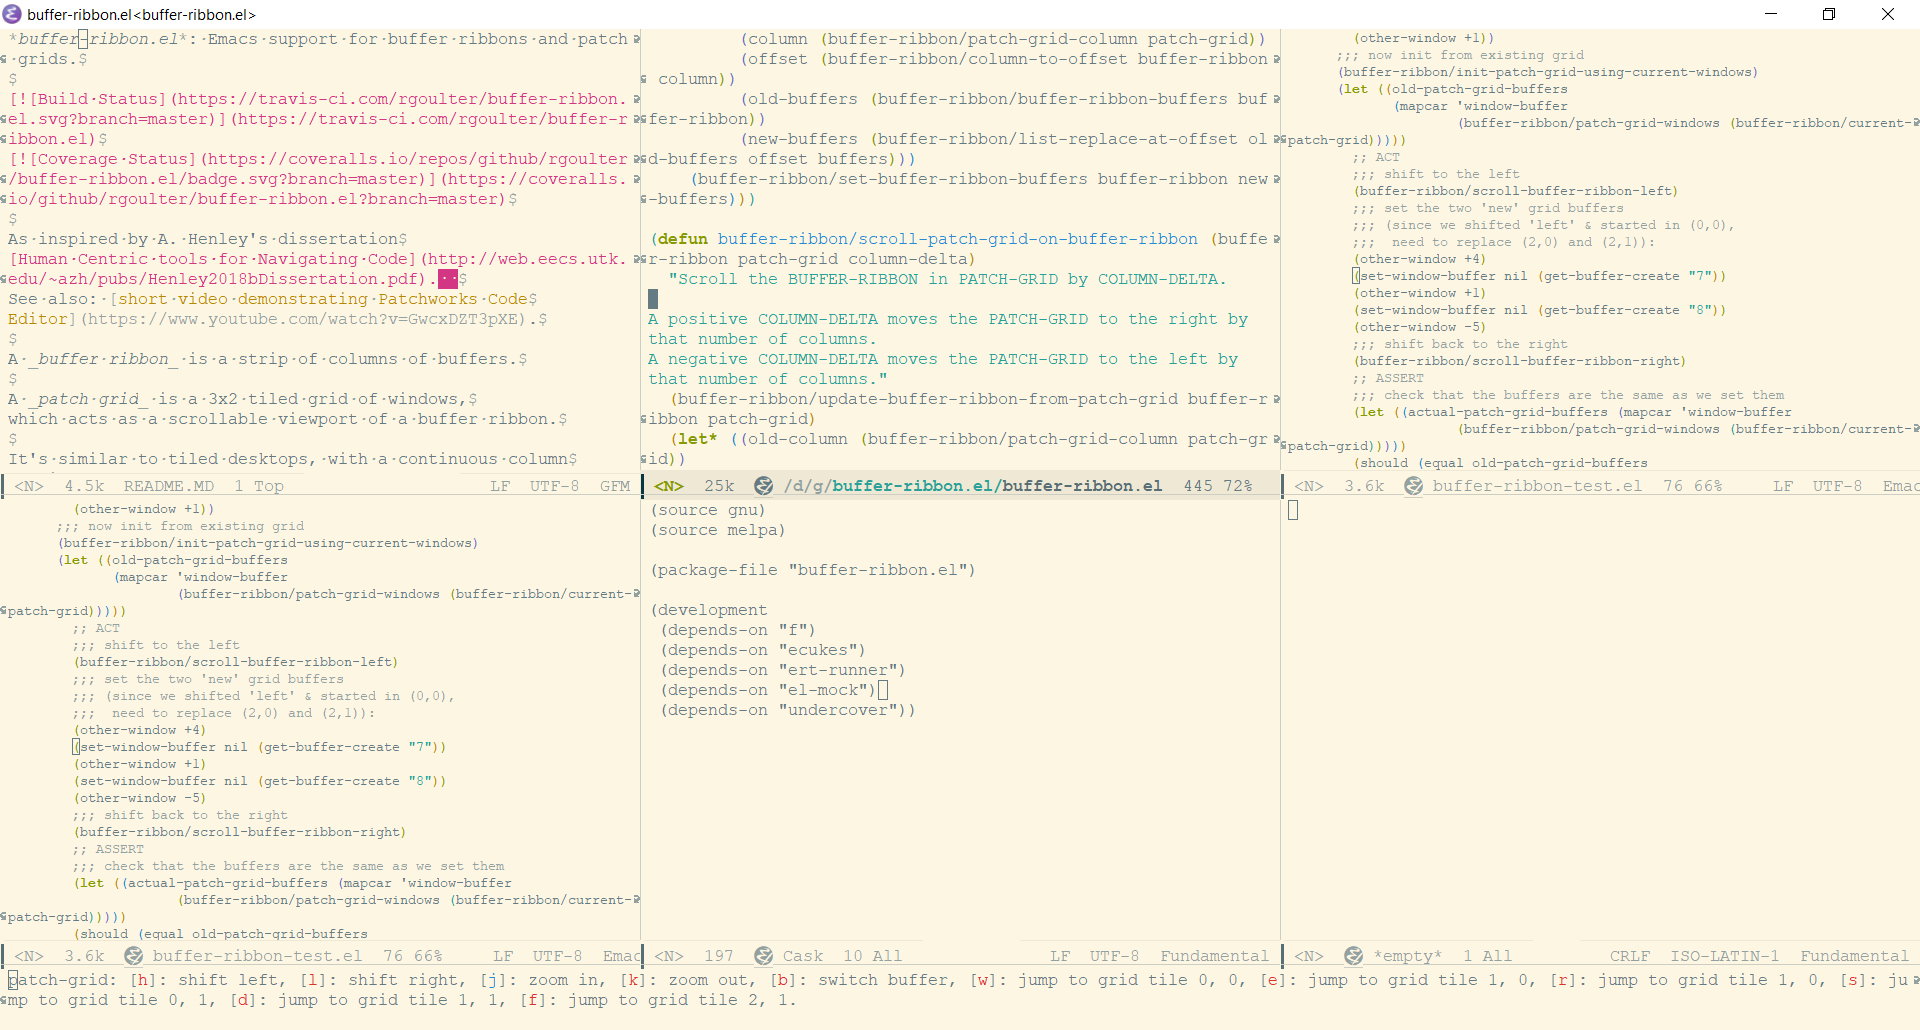 buffer-ribbon.el<buffer-ribbon.el>
*buffer-ribbon.el*:·Emacs·support·for·buffer·ribbons·and·patch
·grids.$
$
[![Build·Status](https://travis-ci.com/rgoulter/buffer-ribbon.
el.svg?branch=master)](https://travis-ci.com/rgoulter/buffer-r
ibbon.el)$
[![Coverage·Status](https://coveralls.io/repos/github/rgoulter
/buffer-ribbon.el/badge.svg?branch=master)](https://coveralls.
io/github/rgoulter/buffer-ribbon.el?branch=master)$
$
As·inspired·by·A.·Henley's·dissertation$
[Human·Centric·tools·for·Navigating·Code](http://web.eecs.utk.
edu/~azh/pubs/Henley2018bDissertation.pdf).··$
See·also:·[short·video·demonstrating·Patchworks·Code$
Editor](https://www.youtube.com/watch?v=GwcxDZT3pXE).$
$
A·_buffer·ribbon_·is·a·strip·of·columns·of·buffers.$
$
A·_patch·grid_·is·a·3x2·tiled·grid·of·windows,$
which·acts·as·a·scrollable·viewport·of·a·buffer·ribbon.$
$
It's·similar·to·tiled·desktops,·with·a·continuous·column$
<N>  4.5k  README.MD  1 Top  LF  UTF-8  GFM
(column (buffer-ribbon/patch-grid-column patch-grid))
(offset (buffer-ribbon/column-to-offset buffer-ribbon
 column))
(old-buffers (buffer-ribbon/buffer-ribbon-buffers buf
fer-ribbon))
(new-buffers (buffer-ribbon/list-replace-at-offset ol
d-buffers offset buffers)))
(buffer-ribbon/set-buffer-ribbon-buffers buffer-ribbon new
-buffers)))
(defun buffer-ribbon/scroll-patch-grid-on-buffer-ribbon (buffe
r-ribbon patch-grid column-delta)
"Scroll the BUFFER-RIBBON in PATCH-GRID by COLUMN-DELTA.
A positive COLUMN-DELTA moves the PATCH-GRID to the right by
that number of columns.
A negative COLUMN-DELTA moves the PATCH-GRID to the left by
that number of columns."
(buffer-ribbon/update-buffer-ribbon-from-patch-grid buffer-r
ibbon patch-grid)
(let* ((old-column (buffer-ribbon/patch-grid-column patch-gr
id))
<N>  25k  /d/g/buffer-ribbon.el/buffer-ribbon.el  445 72%
(other-window +1))
;;; now init from existing grid
(buffer-ribbon/init-patch-grid-using-current-windows)
(let ((old-patch-grid-buffers
(mapcar 'window-buffer
(buffer-ribbon/patch-grid-windows (buffer-ribbon/current-
patch-grid)))))
;; ACT
;;; shift to the left
(buffer-ribbon/scroll-buffer-ribbon-left)
;;; set the two 'new' grid buffers
;;; (since we shifted 'left' & started in (0,0),
;;;  need to replace (2,0) and (2,1)):
(other-window +4)
(set-window-buffer nil (get-buffer-create "7"))
(other-window +1)
(set-window-buffer nil (get-buffer-create "8"))
(other-window -5)
;;; shift back to the right
(buffer-ribbon/scroll-buffer-ribbon-right)
;; ASSERT
;;; check that the buffers are the same as we set them
(let ((actual-patch-grid-buffers (mapcar 'window-buffer
(buffer-ribbon/patch-grid-windows (buffer-ribbon/current-
patch-grid)))))
(should (equal old-patch-grid-buffers
<N>  3.6k  buffer-ribbon-test.el  76 66%  LF  UTF-8  Emac
(other-window +1))
;;; now init from existing grid
(buffer-ribbon/init-patch-grid-using-current-windows)
(let ((old-patch-grid-buffers
(mapcar 'window-buffer
(buffer-ribbon/patch-grid-windows (buffer-ribbon/current-
patch-grid)))))
;; ACT
;;; shift to the left
(buffer-ribbon/scroll-buffer-ribbon-left)
;;; set the two 'new' grid buffers
;;; (since we shifted 'left' & started in (0,0),
;;;  need to replace (2,0) and (2,1)):
(other-window +4)
(set-window-buffer nil (get-buffer-create "7"))
(other-window +1)
(set-window-buffer nil (get-buffer-create "8"))
(other-window -5)
;;; shift back to the right
(buffer-ribbon/scroll-buffer-ribbon-right)
;; ASSERT
;;; check that the buffers are the same as we set them
(let ((actual-patch-grid-buffers (mapcar 'window-buffer
(buffer-ribbon/patch-grid-windows (buffer-ribbon/current-
patch-grid)))))
(should (equal old-patch-grid-buffers
<N>  3.6k  buffer-ribbon-test.el  76 66%  LF  UTF-8  Emac
(source gnu)
(source melpa)
(package-file "buffer-ribbon.el")
(development
(depends-on "f")
(depends-on "ecukes")
(depends-on "ert-runner")
(depends-on "el-mock")
(depends-on "undercover"))
<N>  197  Cask  10 All  LF  UTF-8  Fundamental
<N>  *empty*  1 All  CRLF  ISO-LATIN-1  Fundamental
patch-grid: [h]: shift left, [l]: shift right, [j]: zoom in, [k]: zoom out, [b]: switch buffer, [w]: jump to grid tile 0, 0, [e]: jump to grid tile 1, 0, [r]: jump to grid tile 1, 0, [s]: ju
mp to grid tile 0, 1, [d]: jump to grid tile 1, 1, [f]: jump to grid tile 2, 1.